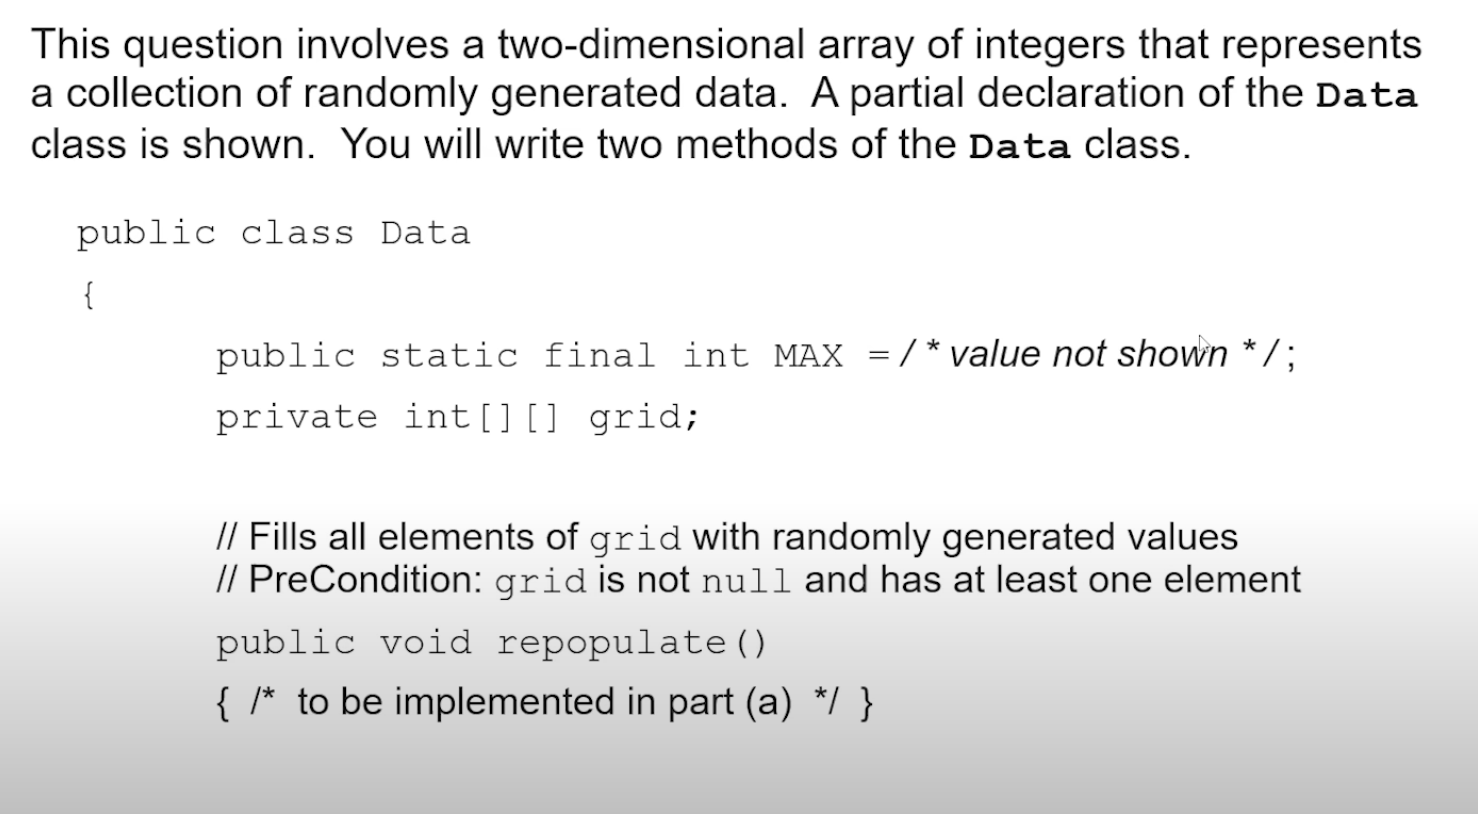 This question involves a two-dimensional array of integers that represents
a collection of randomly generated data.  A partial declaration of the Data
class is shown.  You will write two methods of the Data class.
public class Data
{
public static final int MAX = /* value not shown */;
private int[][] grid;
// Fills all elements of grid with randomly generated values
// PreCondition: grid is not null and has at least one element
public void repopulate()
{ /*  to be implemented in part (a)  */ }